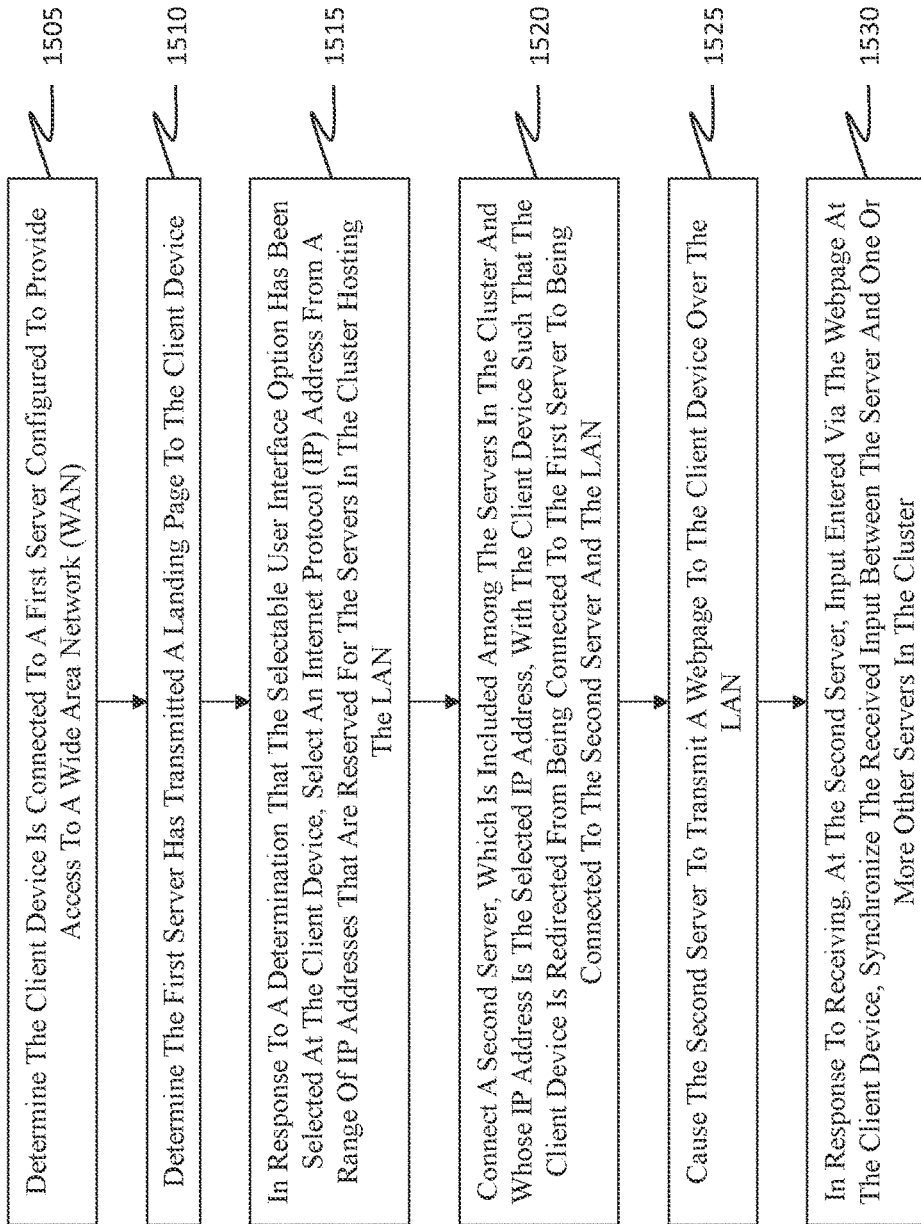 Determine The Client Device Is Connected To A First Server Configured To Provide
Access To A Wide Area Network (WAN)
1505
Determine The First Server Has Transmitted A Landing Page To The Client Device
1510
In Response To A Determination That The Selectable User Interface Option Has Been
Selected At The Client Device, Select An Internet Protocol (IP) Address From A
Range Of IP Addresses That Are Reserved For The Servers In The Cluster Hosting
The LAN
1515
Connect A Second Server, Which Is Included Among The Servers In The Cluster And
Whose IP Address Is The Selected IP Address, With The Client Device Such That The
Client Device Is Redirected From Being Connected To The First Server To Being
Connected To The Second Server And The LAN
1520
Cause The Second Server To Transmit A Webpage To The Client Device Over The
LAN
1525
In Response To Receiving, At The Second Server, Input Entered Via The Webpage At
The Client Device, Synchronize The Received Input Between The Server And One Or
More Other Servers In The Cluster
1530